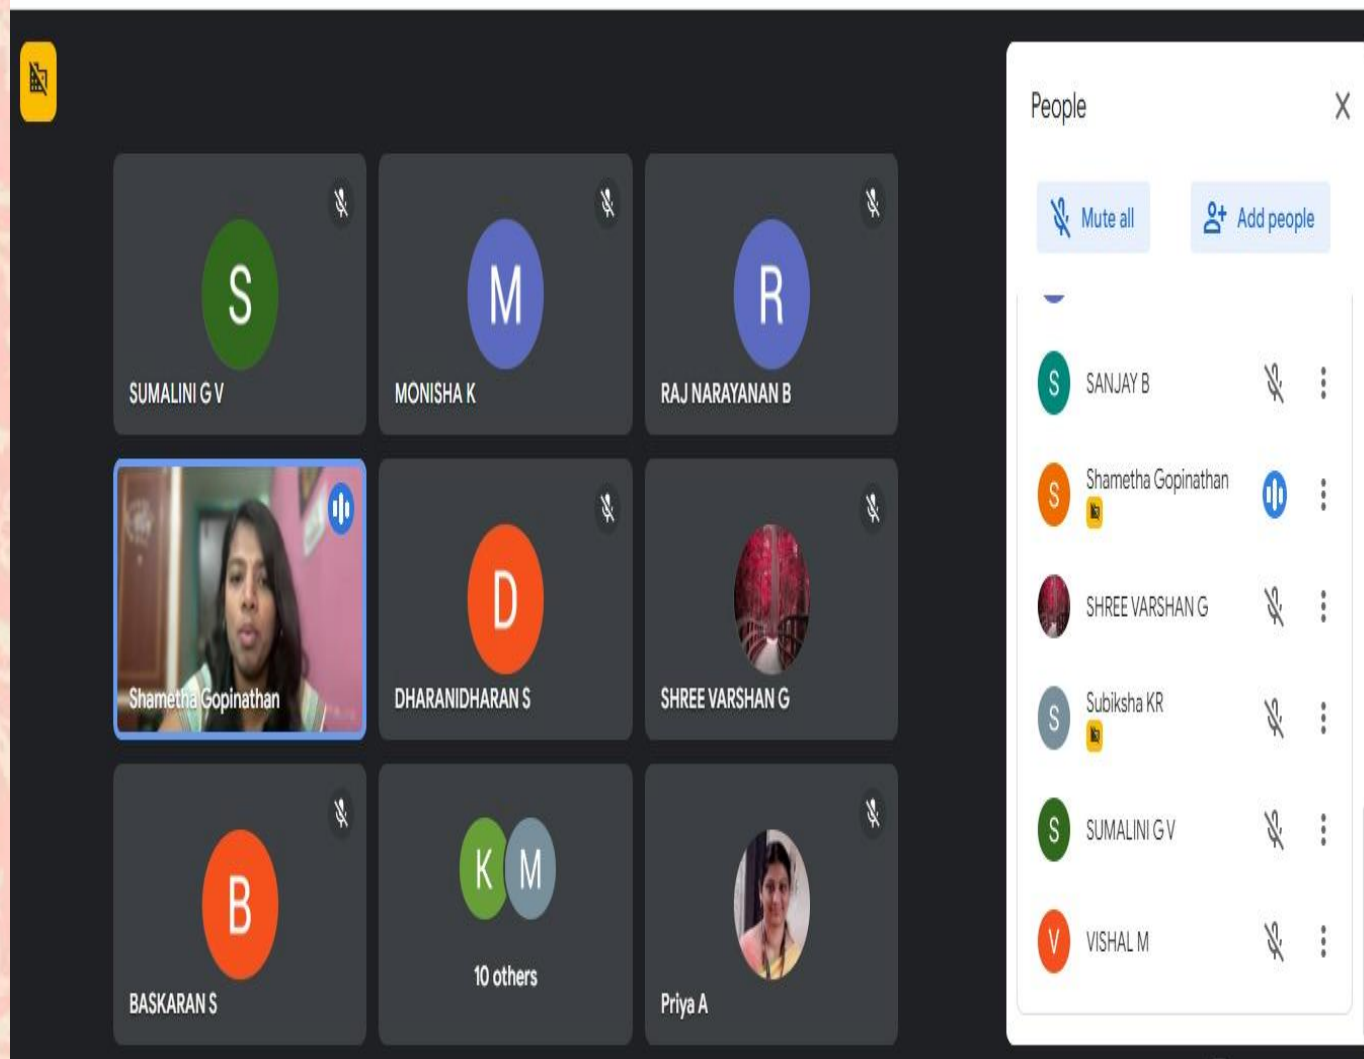 S
SUMALINI G V
M
MONISHA K
R
RAJ NARAYANAN B
Shametha Gopinathan
D
DHARANIDHARAN S
SHREE VARSHAN G
B
BASKARAN S
K M
10 others
Priya A
People
Mute all
Add people
S SANJAY B
S Shametha Gopinathan
SHREE VARSHAN G
S Subiksha KR
S SUMALINI G V
V VISHAL M